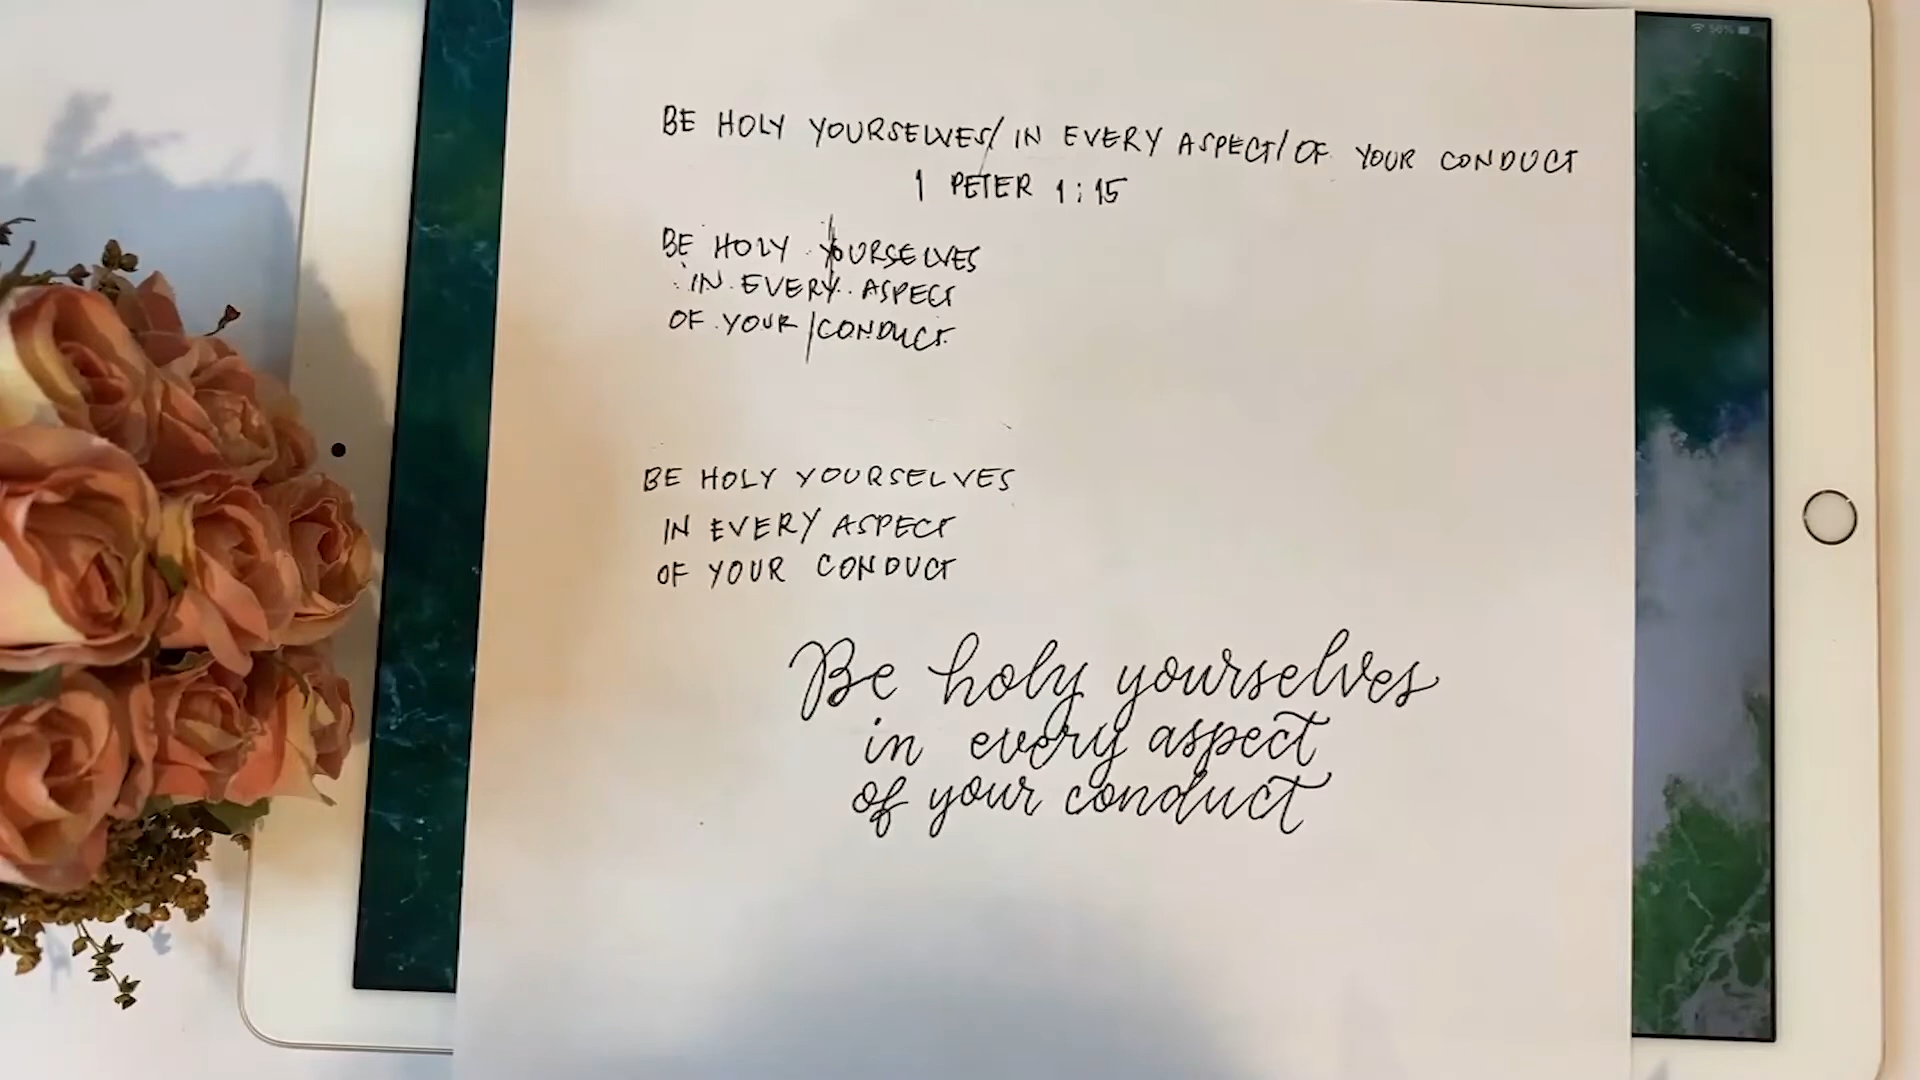 56%
BE HOLY YOURSELVES/ IN EVERY ASPECT/ OF YOUR CONDUCT
1 PETER 1:15
BE HOLY YOURSELVES
IN EVERY ASPECT
OF YOUR/CONDUCT
BE HOLY YOURSELVES
IN EVERY ASPECT
OF YOUR CONDUCT
Be holy yourselves
in every aspect
of your conduct